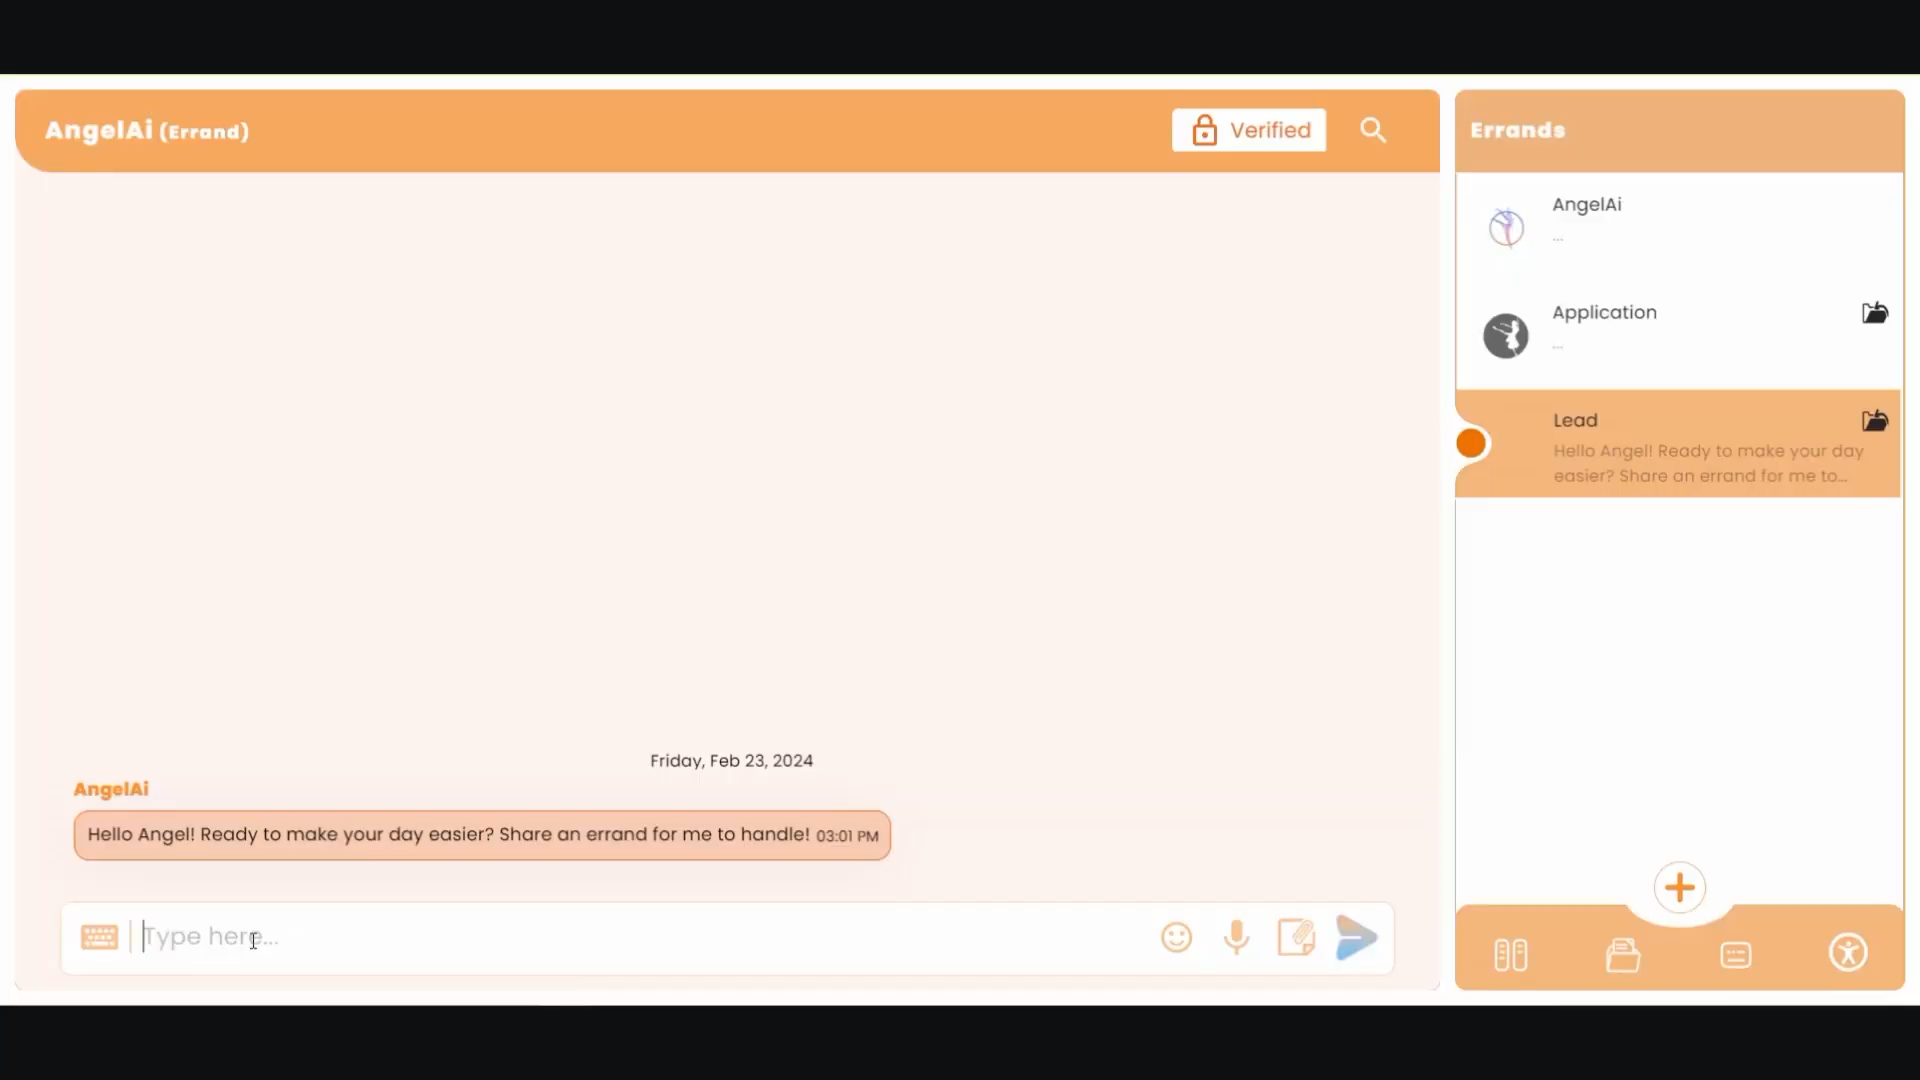 AngelAi (Errand)
Verified
Errands
AngelAi
...
Application
...
Lead
Hello Angel! Ready to make your day
easier? Share an errand for me to...
Friday, Feb 23, 2024
AngelAi
Hello Angel! Ready to make your day easier? Share an errand for me to handle! 03:01 PM
Type here...